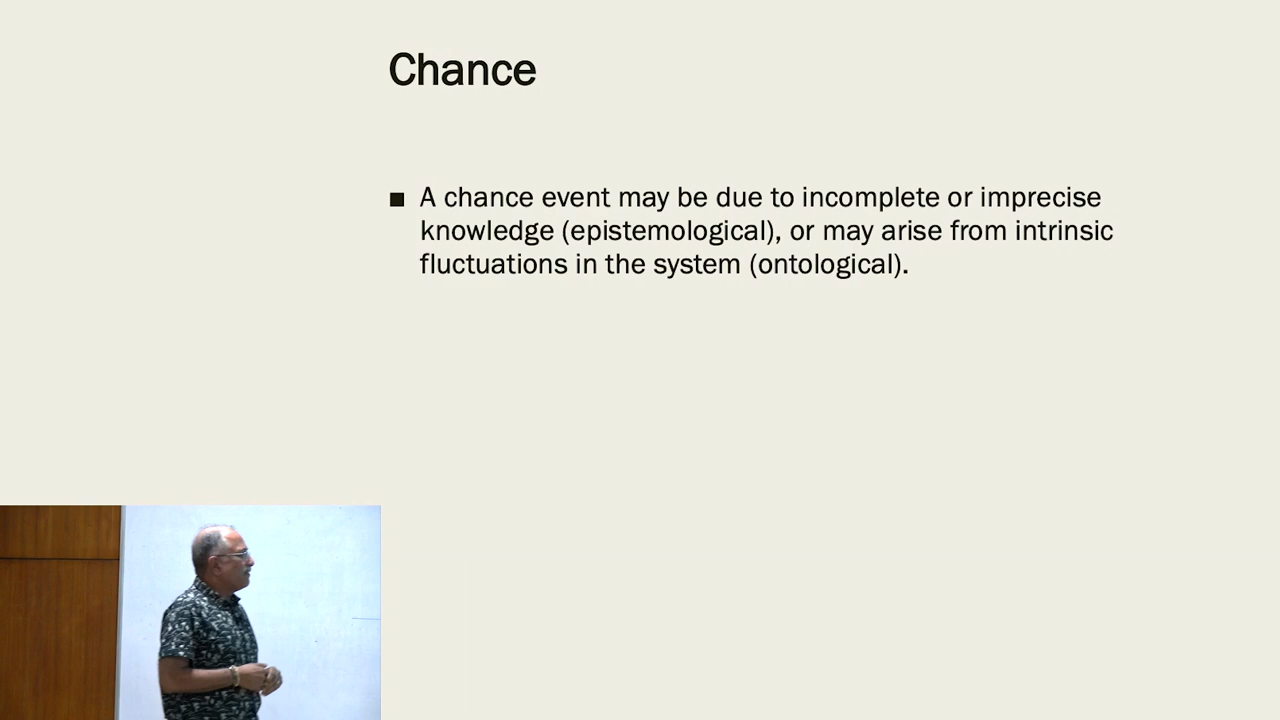 Chance
■ A chance event may be due to incomplete or imprecise
knowledge (epistemological), or may arise from intrinsic
fluctuations in the system (ontological).